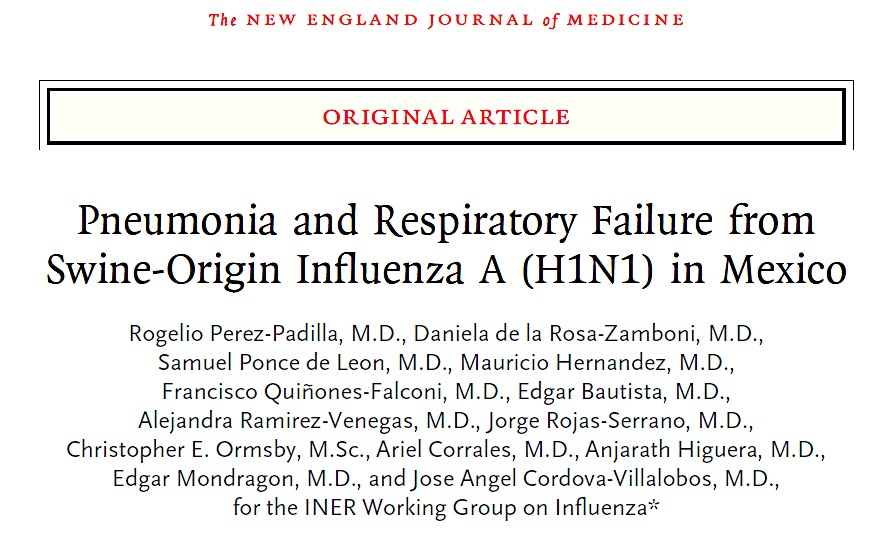 The NEW ENGLAND JOURNAL of MEDICINE
ORIGINAL ARTICLE
Pneumonia and Respiratory Failure from
Swine-Origin Influenza A (H1N1) in Mexico
Rogelio Perez-Padilla, M.D., Daniela de la Rosa-Zamboni, M.D.,
Samuel Ponce de Leon, M.D., Mauricio Hernandez, M.D.,
Francisco Quiñones-Falconi, M.D., Edgar Bautista, M.D.,
Alejandra Ramirez-Venegas, M.D., Jorge Rojas-Serrano, M.D.,
Christopher E. Ormsby, M.Sc., Ariel Corrales, M.D., Anjarath Higuera, M.D.,
Edgar Mondragon, M.D., and Jose Angel Cordova-Villalobos, M.D.,
for the INER Working Group on Influenza*